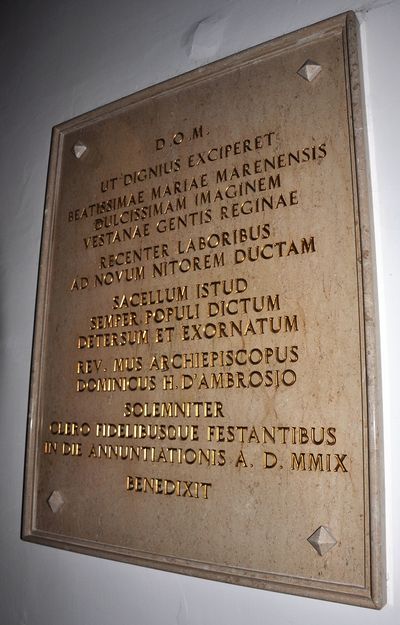 D.O.M.
UT DIGNIUS EXCIPERET
BEATISSIMAE MARIAE MARENENSIS
DULCISSIMAM IMAGINEM
VESTANAE GENTIS REGINAE
RECENTER LABORIBUS
AD NOVUM NITOREM DUCTAM
SACELLUM ISTUD
SEMPER POPULI DICTUM
DETERSUM ET EXORNATUM
REV. MUS ARCHIEPISCOPUS
DOMINICUS H. D'AMBROSIO
SOLEMNITER
CLERO FIDELIBUSQUE FESTANTIBUS
IN DIE ANNUNTIATIONIS A. D. MMIX
BENEDIXIT